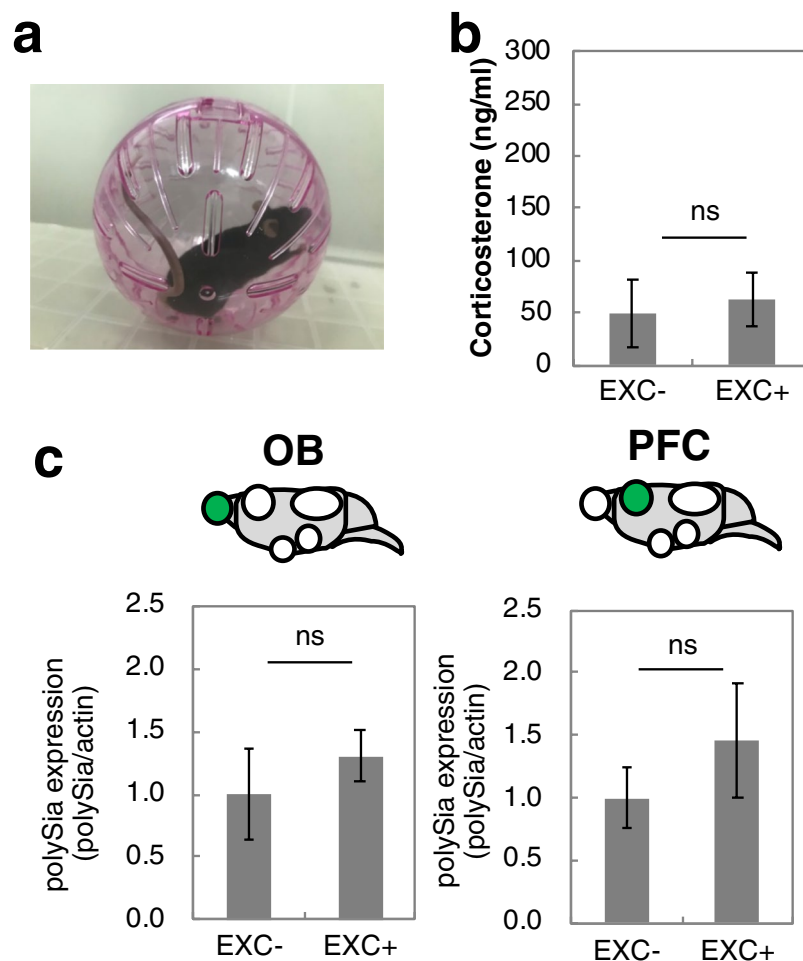 a
b
300
250
200
150
100
50
0
Corticosterone (ng/ml)
ns
EXC-
EXC+
c
OB
2.5
2.0
1.5
1.0
0.5
0.0
polySia expression
(polySia/actin)
ns
EXC-
EXC+
PFC
2.5
2.0
1.5
1.0
0.5
0.0
polySia expression
(polySia/actin)
ns
EXC-
EXC+